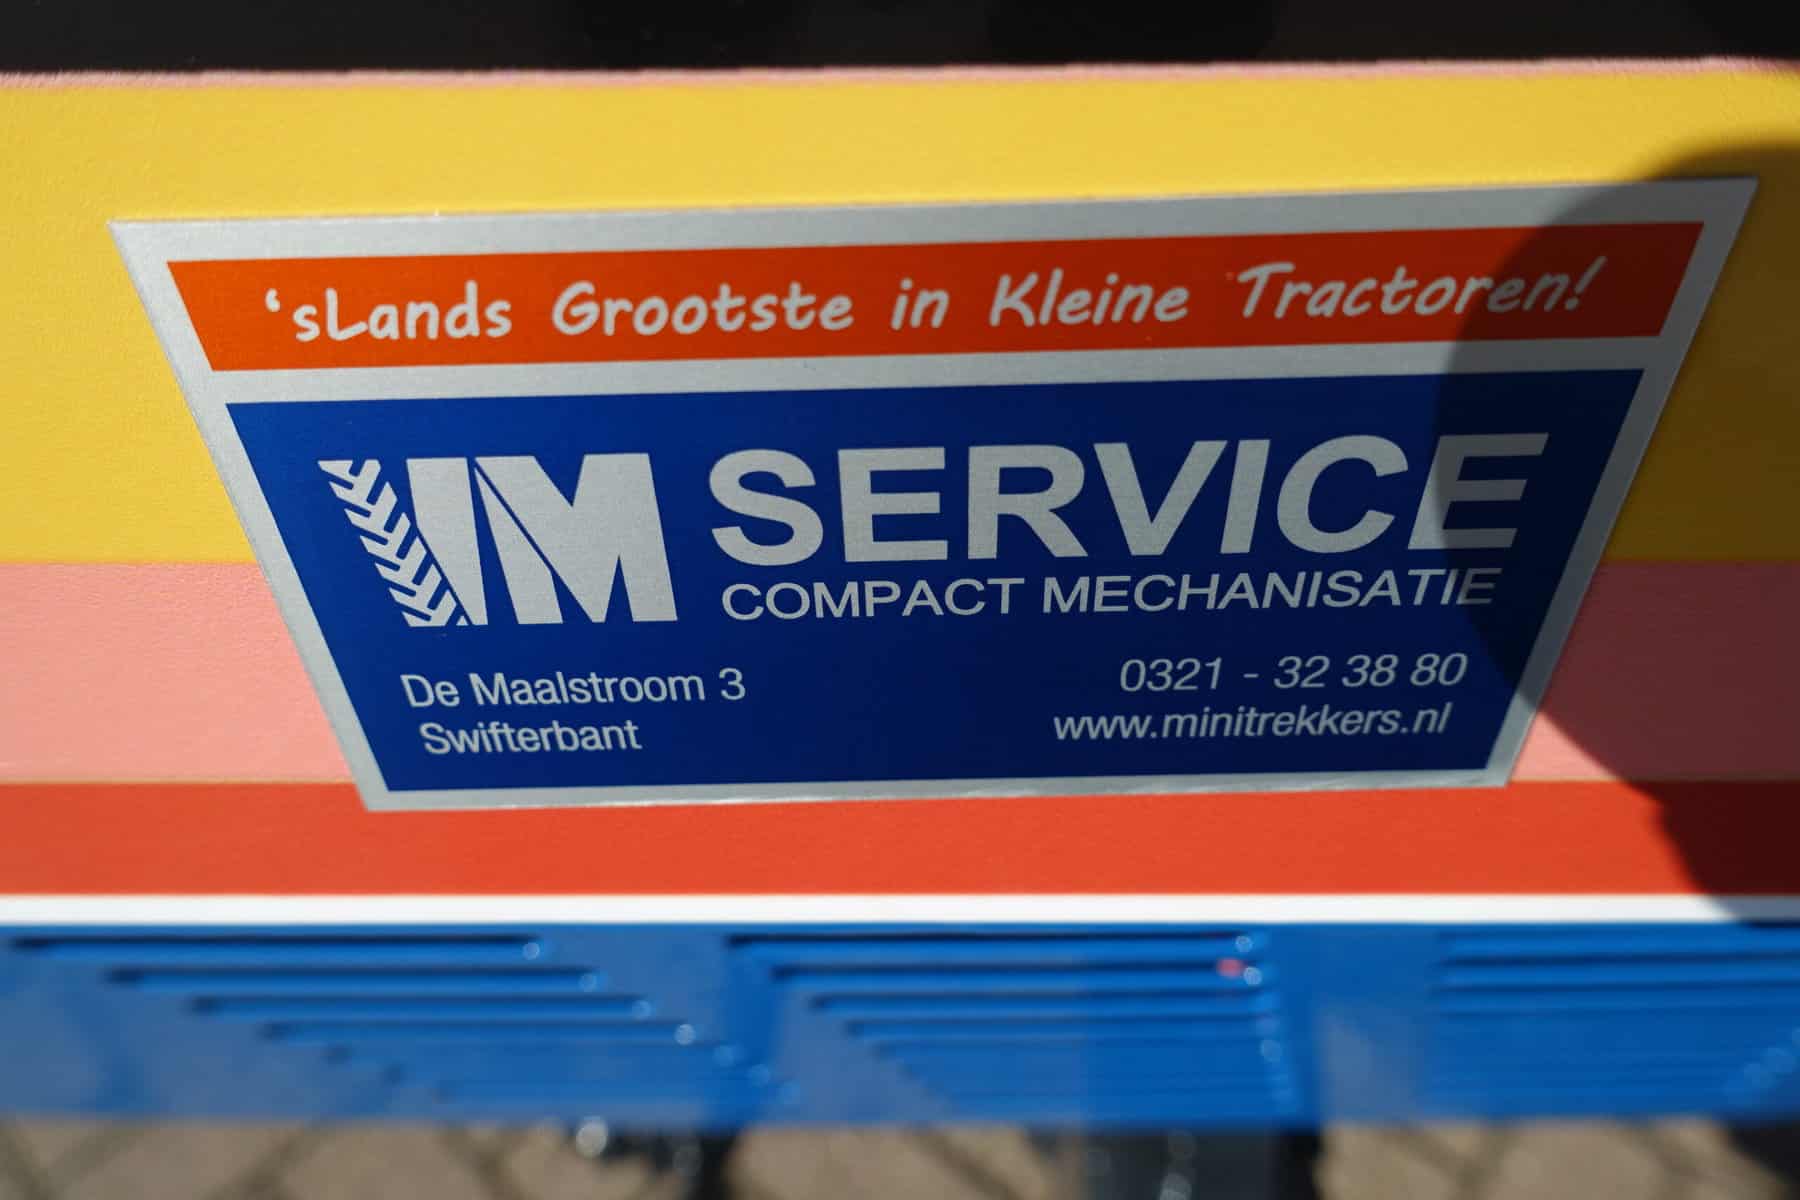 ‘sLands Grootste in Kleine Tractoren!
IM SERVICE
COMPACT MECHANISATIE
De Maalstroom 3
Swifterbant
0321 - 32 38 80
www.minitrekkers.nl